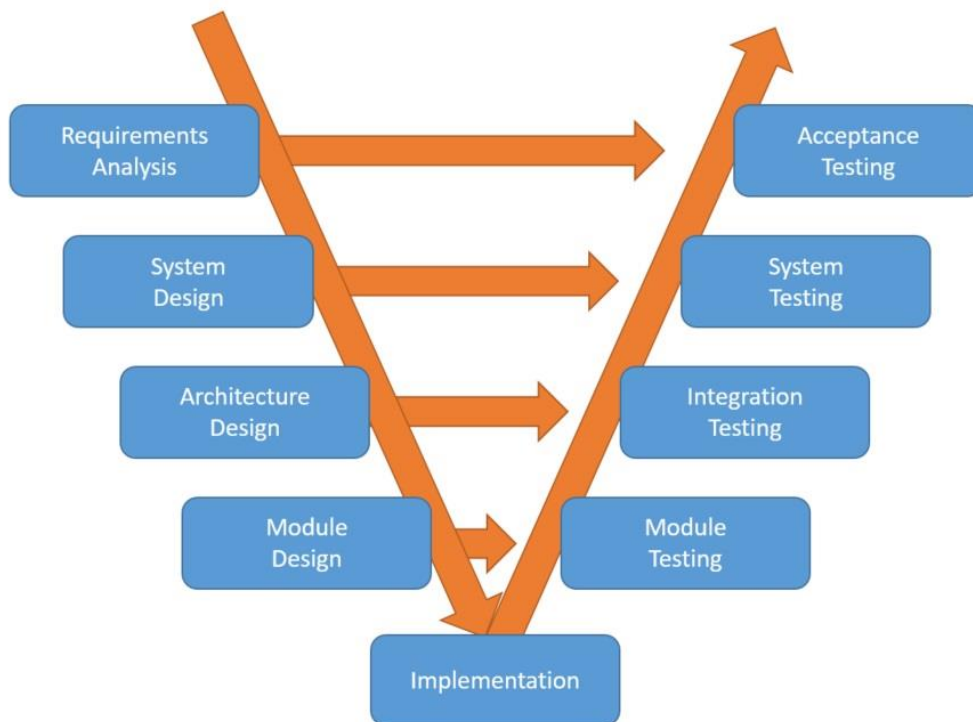 Requirements
Analysis
Acceptance
Testing
System
Design
System
Testing
Architecture
Design
Integration
Testing
Module
Design
Module
Testing
Implementation